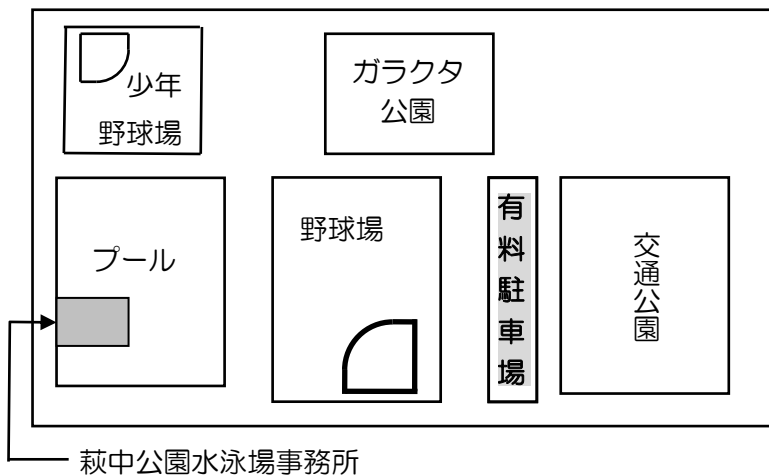 少年
野球場
ガラクタ
公園
プール
野球場
有料駐車場
交通公園
萩中公園水泳場事務所